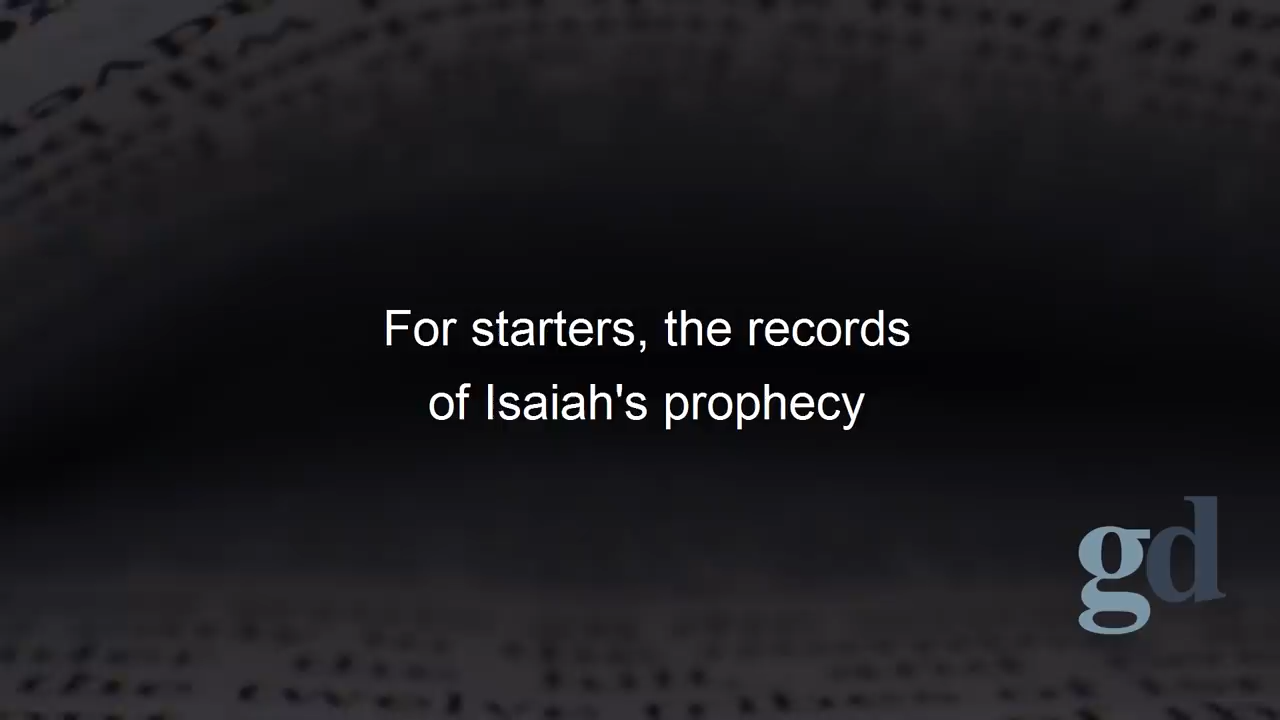 For starters, the records
of Isaiah's prophecy
gd